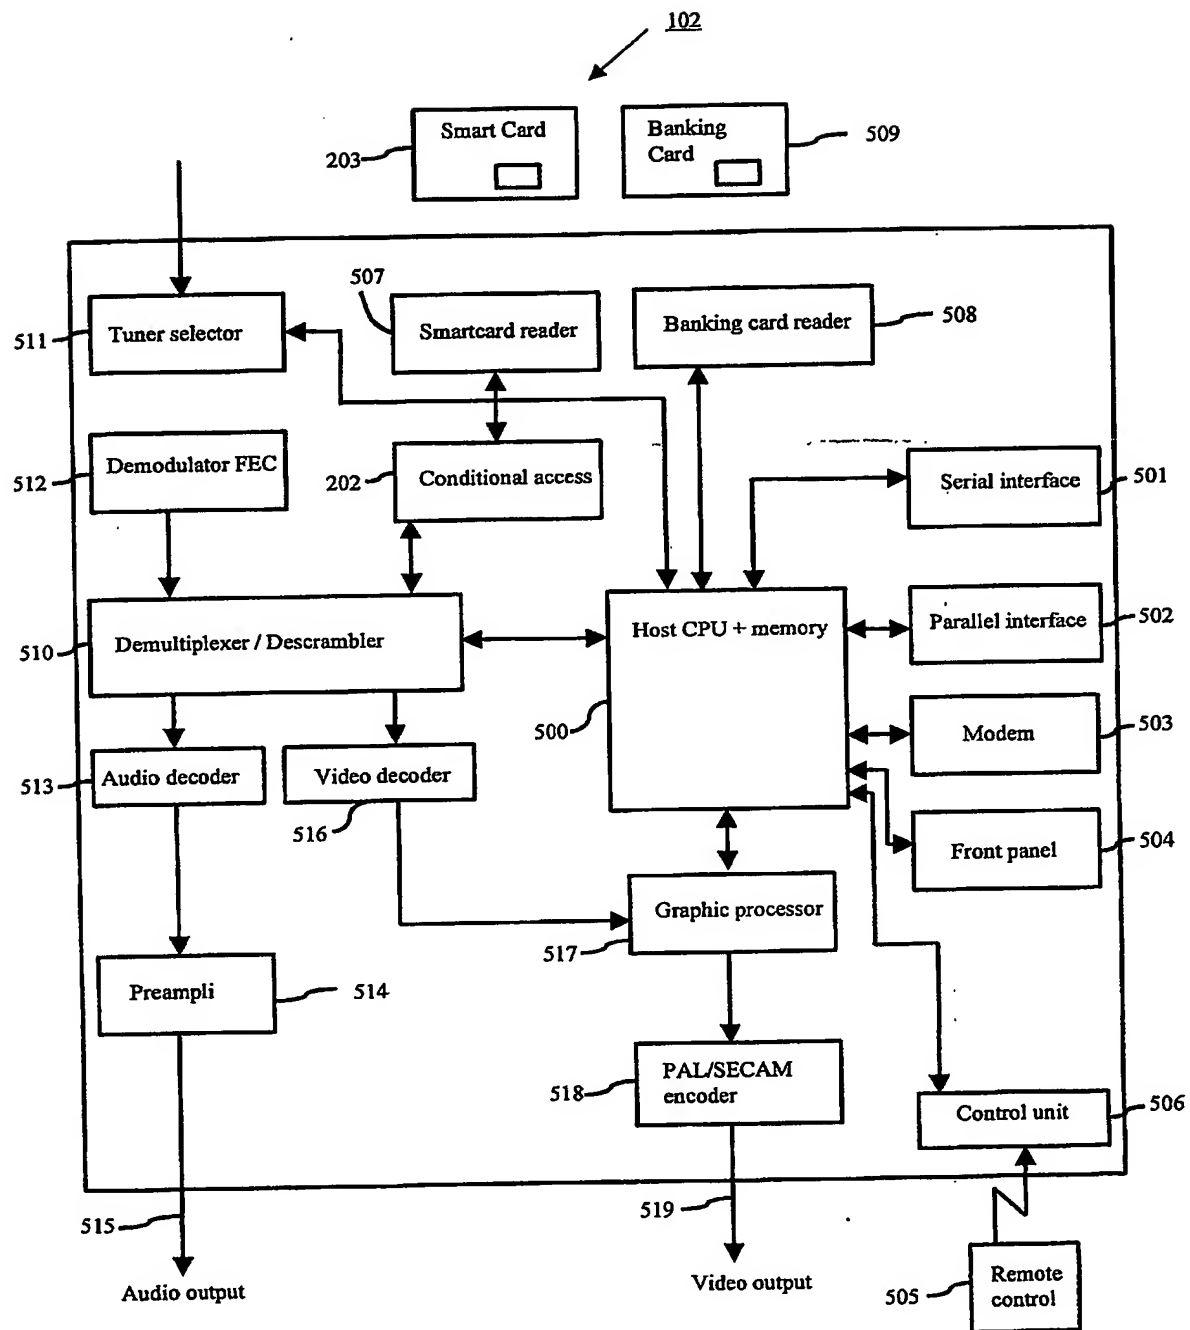 102
Smart Card
203
Banking
Card
509
507
511
Tuner selector
Smartcard reader
Banking card reader
508
512
Demodulator FEC
202
Conditional access
Serial interface
501
510
Demultiplexer / Descrambler
Host CPU + memory
500
Parallel interface
502
Modem
503
513
Audio decoder
Video decoder
516
Front panel
504
Graphic processor
517
Preampli
514
PAL/SECAM
encoder
518
Control unit
506
515
519
Audio output
Video output
505
Remote
control